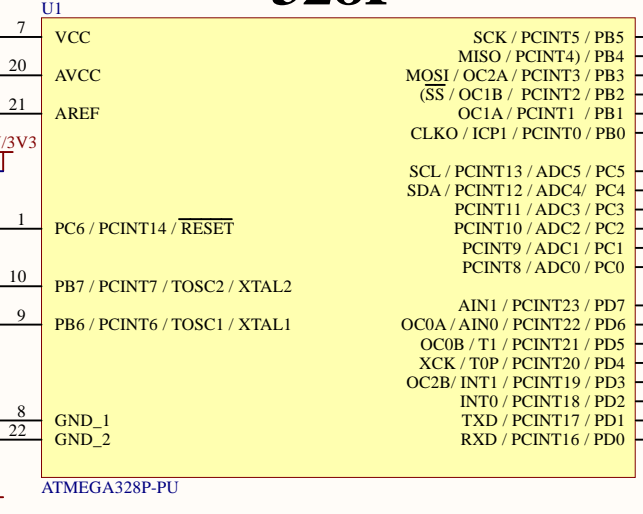 U1
7 VCC
20 AVCC
21 AREF
/3V3
1 PC6 / PCINT14 / RESET
10 PB7 / PCINT7 / TOSC2 / XTAL2
9 PB6 / PCINT6 / TOSC1 / XTAL1
8 GND_1
22 GND_2
SCK / PCINT5 / PB5
MISO / PCINT4) / PB4
MOSI / OC2A / PCINT3 / PB3
(SS / OC1B / PCINT2 / PB2
OC1A / PCINT1 / PB1
CLKO / ICP1 / PCINT0 / PB0
SCL / PCINT13 / ADC5 / PC5
SDA / PCINT12 / ADC4/ PC4
PCINT11 / ADC3 / PC3
PCINT10 / ADC2 / PC2
PCINT9 / ADC1 / PC1
PCINT8 / ADC0 / PC0
AIN1 / PCINT23 / PD7
OC0A / AIN0 / PCINT22 / PD6
OC0B / T1 / PCINT21 / PD5
XCK / T0P / PCINT20 / PD4
OC2B/ INT1 / PCINT19 / PD3
INT0 / PCINT18 / PD2
TXD / PCINT17 / PD1
RXD / PCINT16 / PD0
ATMEGA328P-PU